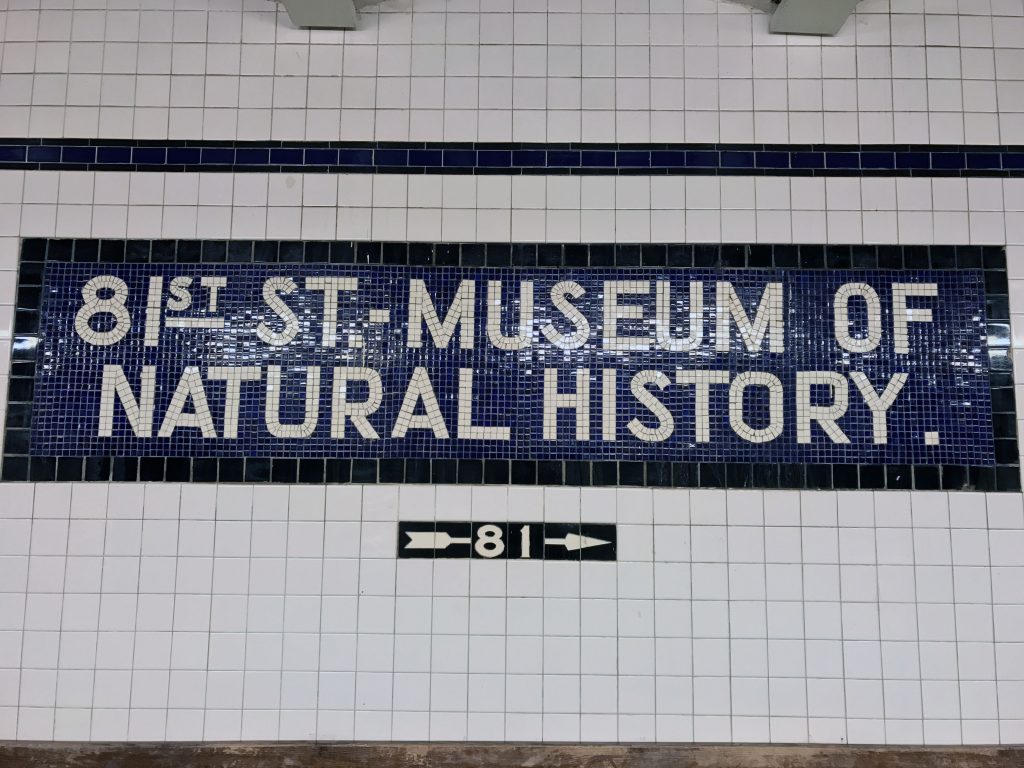 81ST ST.-MUSEUM OF
NATURAL HISTORY.
81